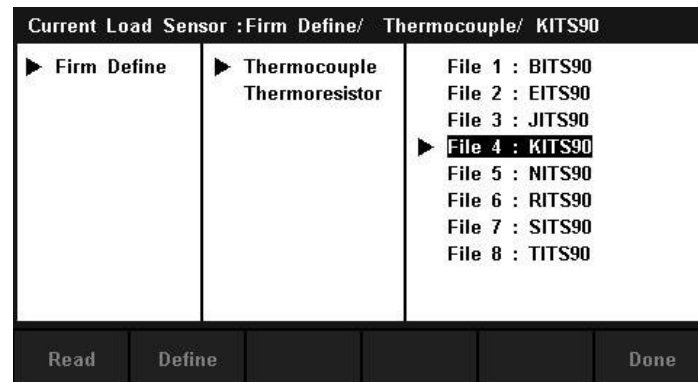 Current Load Sensor :Firm Define/ Thermocouple/ KITS90
Firm Define
Thermocouple
Thermoresistor
File 1 : BITS90
File 2 : EITS90
File 3 : JITS90
File 4 : KITS90
File 5 : NITS90
File 6 : RITS90
File 7 : SITS90
File 8 : TITS90
Read Define Done